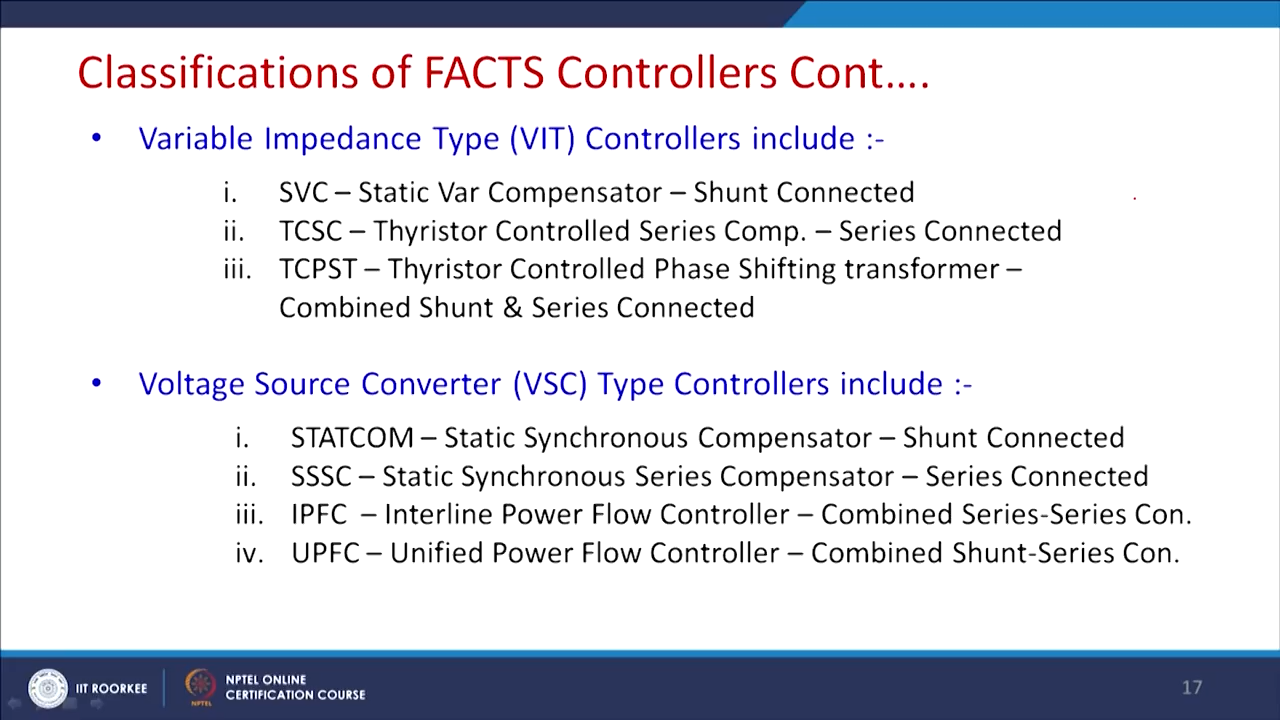 Classifications of FACTS Controllers Cont….
• Variable Impedance Type (VIT) Controllers include :-
i. SVC – Static Var Compensator – Shunt Connected
ii. TCSC – Thyristor Controlled Series Comp. – Series Connected
iii. TCPST – Thyristor Controlled Phase Shifting transformer –
Combined Shunt & Series Connected
• Voltage Source Converter (VSC) Type Controllers include :-
i. STATCOM – Static Synchronous Compensator – Shunt Connected
ii. SSSC – Static Synchronous Series Compensator – Series Connected
iii. IPFC – Interline Power Flow Controller – Combined Series-Series Con.
iv. UPFC – Unified Power Flow Controller – Combined Shunt-Series Con.
IIT ROORKEE
NPTEL
NPTEL ONLINE
CERTIFICATION COURSE
17